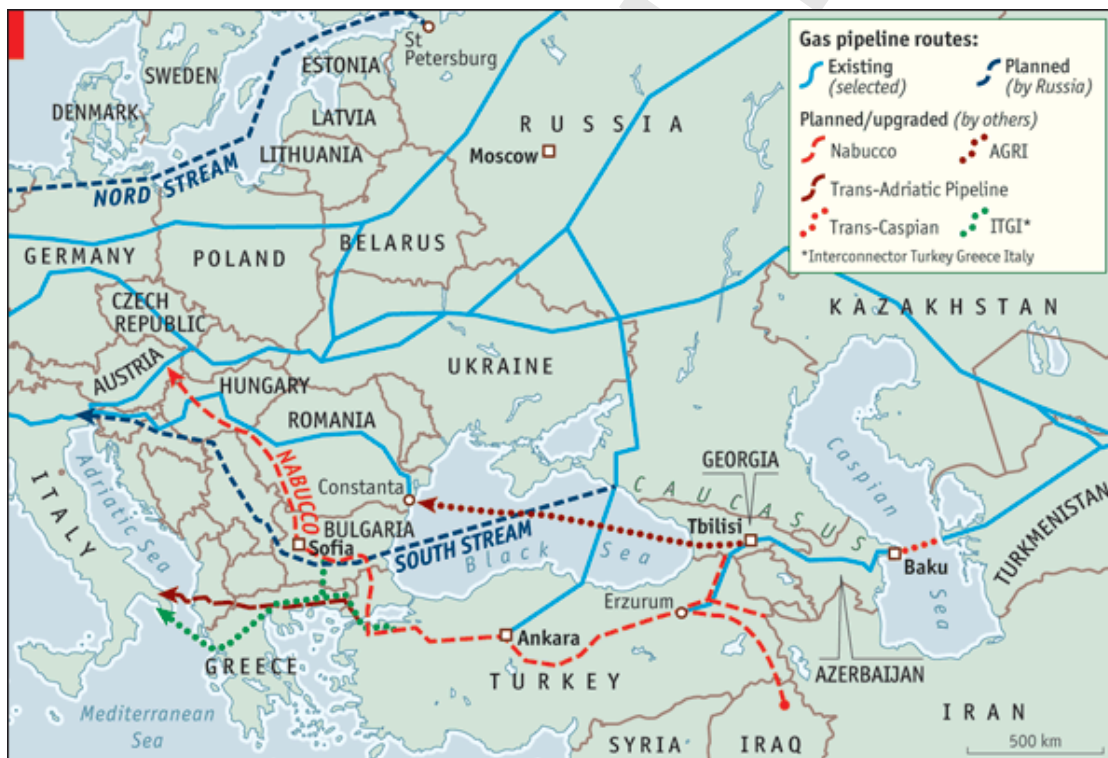 St
Petersburg
SWEDEN
ESTONIA
DENMARK
LATVIA
LITHUANIA
RUSSIA
Moscow
NORD STREAM
BELARUS
GERMANY
POLAND
CZECH
REPUBLIC
UKRAINE
AUSTRIA
HUNGARY
ROMANIA
KAZAKHSTAN
Caspian
Sea
GEORGIA
CAUCASUS
Constanta
NABUCCO
Tbilisi
ITALY
Adriatic Sea
BULGARIA
Sofia
SOUTH STREAM
Black Sea
Baku
TURKMENISTAN
Erzurum
Ankara
GREECE
TURKEY
AZERBAIJAN
Mediterranean
Sea
SYRIA
IRAQ
IRAN
500 km
Gas pipeline routes:
Existing
(selected)
Planned
(by Russia)
Planned/upgraded (by others)
Nabucco
AGRI
Trans-Adriatic Pipeline
Trans-Caspian
ITGI*
*Interconnector Turkey Greece Italy